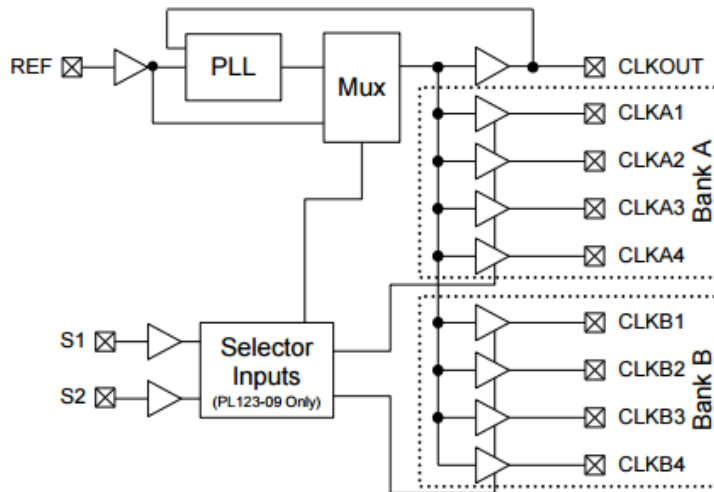 REF
PLL
Mux
CLKOUT
CLKA1
CLKA2
CLKA3
CLKA4
Bank A
S1
S2
Selector
Inputs
(PL123-09 Only)
CLKB1
CLKB2
CLKB3
CLKB4
Bank B